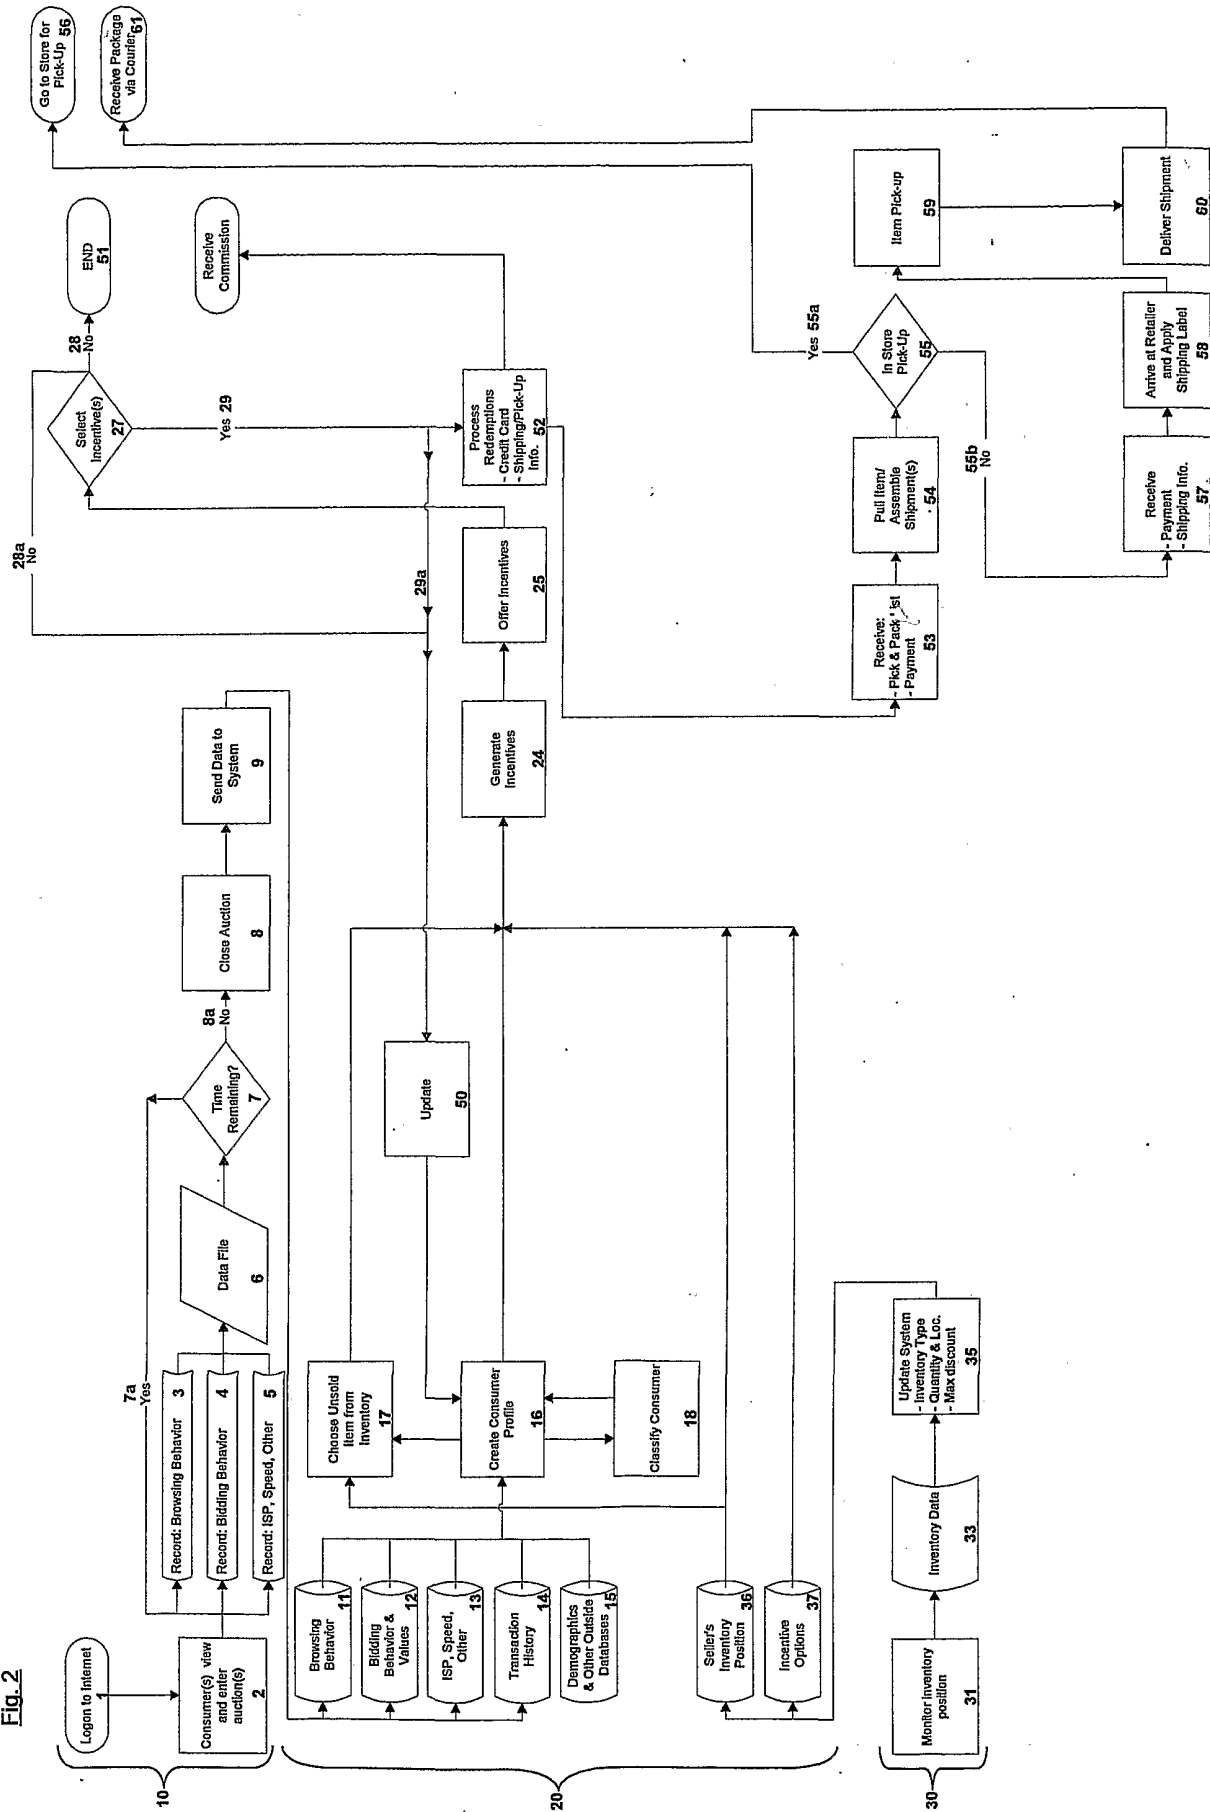 Fig. 2
10
Logon to Internet
Consumer(s) view
and enter
auction(s)
2
7a
Yes
Record: Browsing Behavior 3
Record: Bidding Behavior 4
Record: ISP, Speed, Other 5
Data File
6
Time
Remaining?
7
8a
No
Close Auction
8
Send Data to
System
9
28a
No
Select
Incentive(s)
27
28
No
END
51
Yes 29
29a
Receive
Commission
Go to Store for
Pick-Up
56
Receive Package
via Courier
61
20
Browsing
Behavior
11
Bidding
Behavior &
Values
12
ISP, Speed,
Other
13
Transaction
History
14
Demographics
& Other Outside
Databases
15
Seller's
Inventory
Position
36
Incentive
Options
37
Choose Unsold
Item from
Inventory
17
Create Consumer
Profile
16
Classify Consumer
18
Update
50
Generate
Incentives
24
Offer Incentives
25
Process
Redemptions
- Credit Card
- Shipping/Pick-Up
Info.
52
30
Monitor Inventory
position
31
Inventory Data
33
Update System
- Inventory Type
- Quantity & Loc.
- Max discount
35
Receive:
- Pick & Pack
- Payment
53
Pull Item/
Assemble
Shipment(s)
54
In Store
Pick-Up
55
Yes 55a
55b
No
Receive
- Payment
- Shipping Info.
57
Arrive at Retailer
and Apply
Shipping Label
58
Item Pick-up
59
Deliver Shipment
60